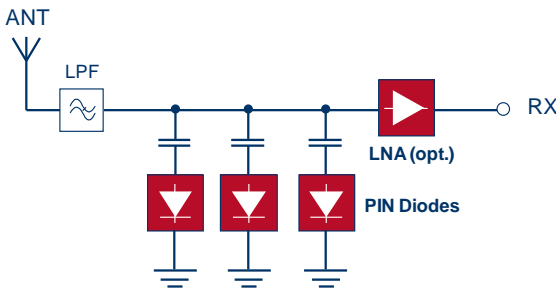 ANT
LPF
RX
LNA (opt.)
PIN Diodes